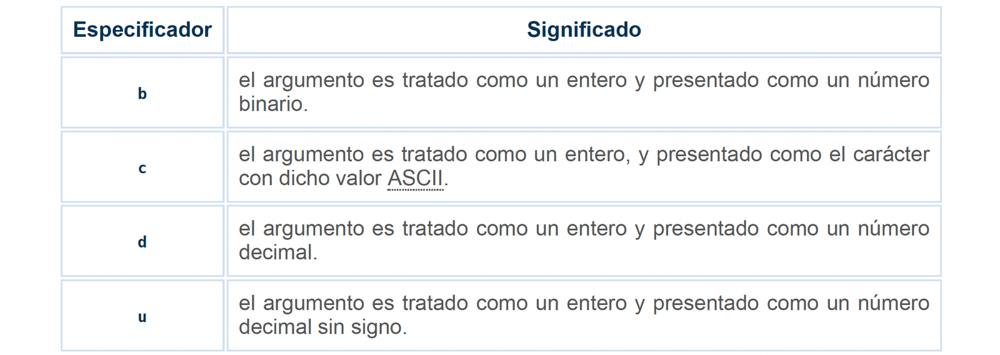 Especificador Significado
b
el argumento es tratado como un entero y presentado como un número
binario.
c
el argumento es tratado como un entero, y presentado como el carácter
con dicho valor ASCII.
d
el argumento es tratado como un entero y presentado como un número
decimal.
u
el argumento es tratado como un entero y presentado como un número
decimal sin signo.